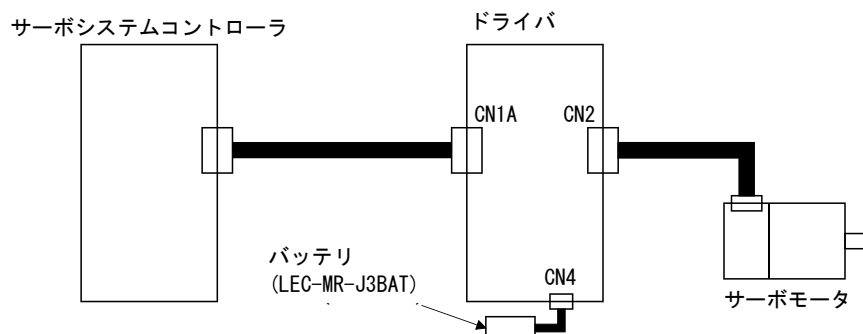 サーボシステムコントローラ
ドライバ
CN1A
CN2
バッテリ
(LEC-MR-J3BAT)
CN4
サーボモータ